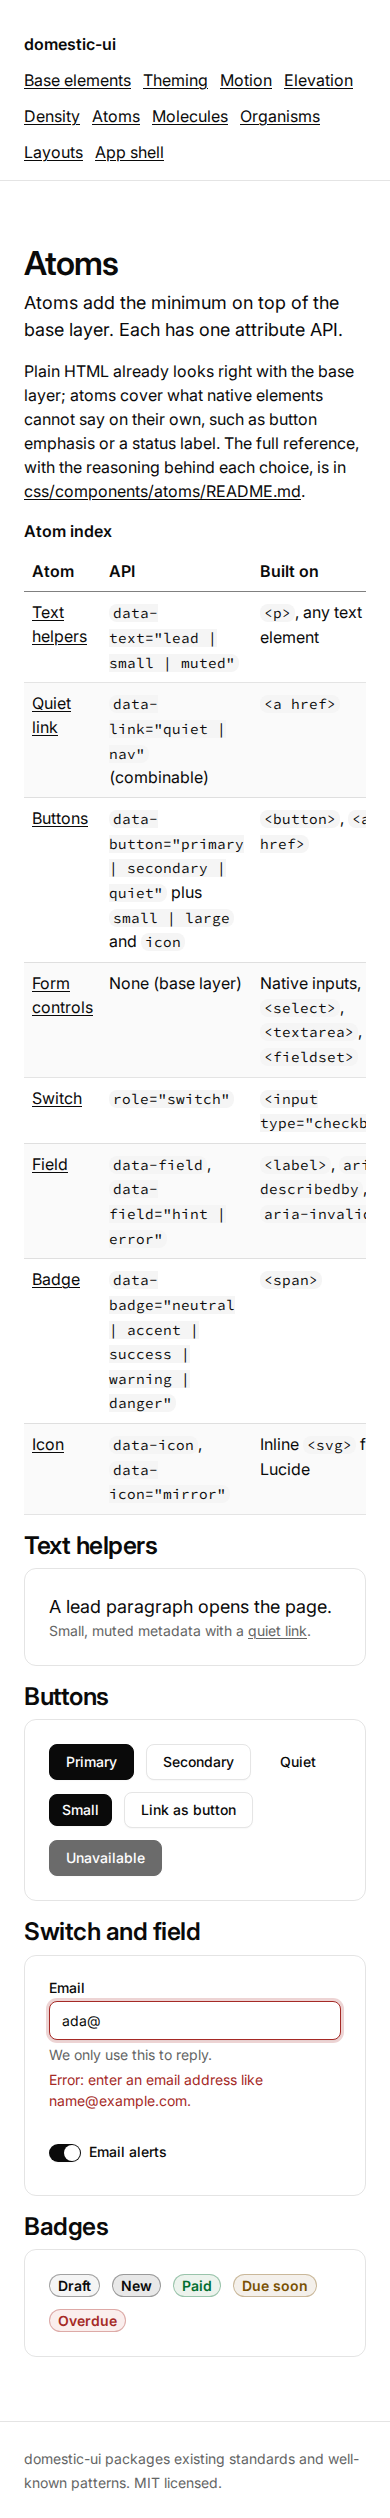 domestic-ui
Base elements Theming Motion Elevation
Density Atoms Molecules Organisms
Layouts App shell
Atoms
Atoms add the minimum on top of the
base layer. Each has one attribute API.
Plain HTML already looks right with the base
layer; atoms cover what native elements
cannot say on their own, such as button
emphasis or a status label. The full reference,
with the reasoning behind each choice, is in
css/components/atoms/README.md.
Atom index
Atom API Built on
Text data- <p>, any text
helpers text="lead | element
small | muted"
Quiet data- <a href>
link link="quiet |
nav"
(combinable)
Buttons data- <button>, <a
button="primary href>
| secondary |
quiet" plus
small | large
and icon
Form None (base layer) Native inputs,
controls <select>,
<textarea>,
<fieldset>
Switch role="switch" <input
type="checkb
Field data-field, <label>, ari
data- describedby,
field="hint | aria-invalid
error"
Badge data- <span>
badge="neutral
| accent |
success |
warning |
danger"
Icon data-icon, Inline <svg> f
data- Lucide
icon="mirror"
Text helpers
A lead paragraph opens the page.
Small, muted metadata with a quiet link.
Buttons
Primary Secondary Quiet
Small Link as button
Unavailable
Switch and field
Email
ada@
We only use this to reply.
Error: enter an email address like
name@example.com.
Email alerts
Badges
Draft New Paid Due soon
Overdue
domestic-ui packages existing standards and well-
known patterns. MIT licensed.